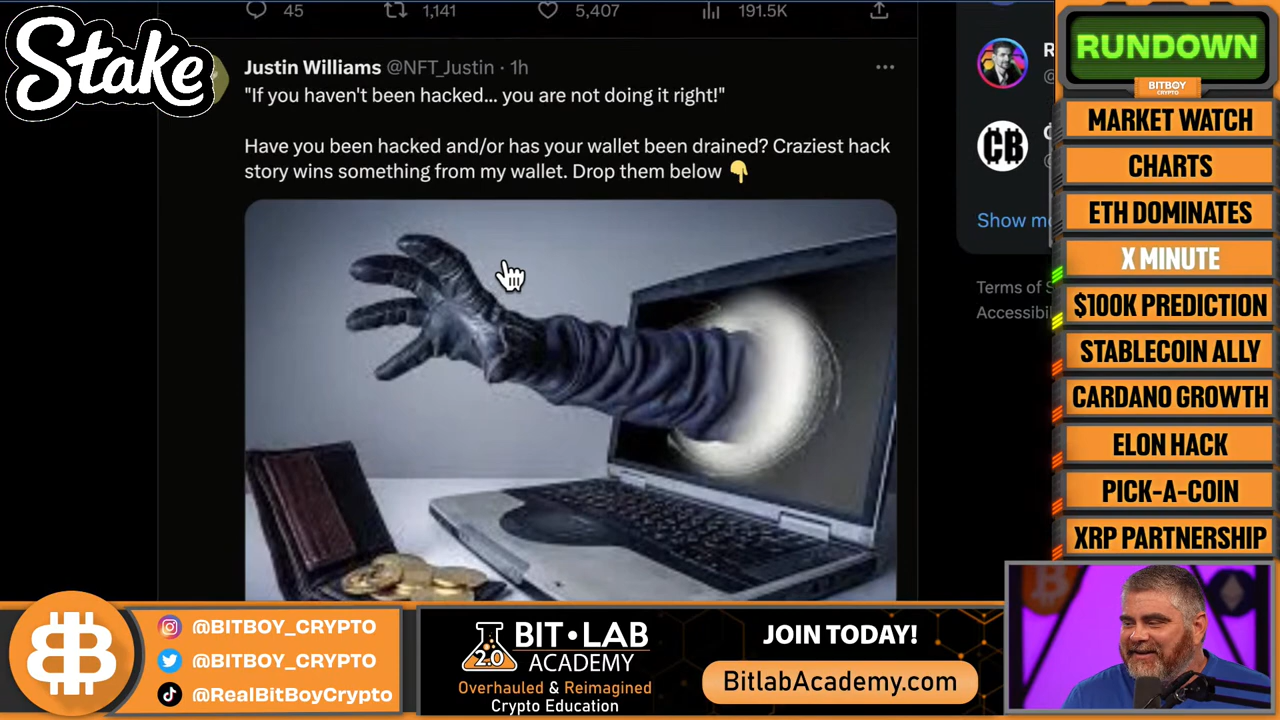 Stake
45 1,141 5,407 191.5K
Justin Williams @NFT_Justin · 1h
"If you haven't been hacked... you are not doing it right!"
Have you been hacked and/or has your wallet been drained? Craziest hack
story wins something from my wallet. Drop them below 👇
R
@
CB
@
Show mo
Terms of S
Accessibi
RUNDOWN
BITBOY
CRYPTO
MARKET WATCH
CHARTS
ETH DOMINATES
X MINUTE
$100K PREDICTION
STABLECOIN ALLY
CARDANO GROWTH
ELON HACK
PICK-A-COIN
XRP PARTNERSHIP
@BITBOY_CRYPTO
@BITBOY_CRYPTO
@RealBitBoyCrypto
2.0
BIT•LAB
ACADEMY
Overhauled & Reimagined
Crypto Education
JOIN TODAY!
BitlabAcademy.com